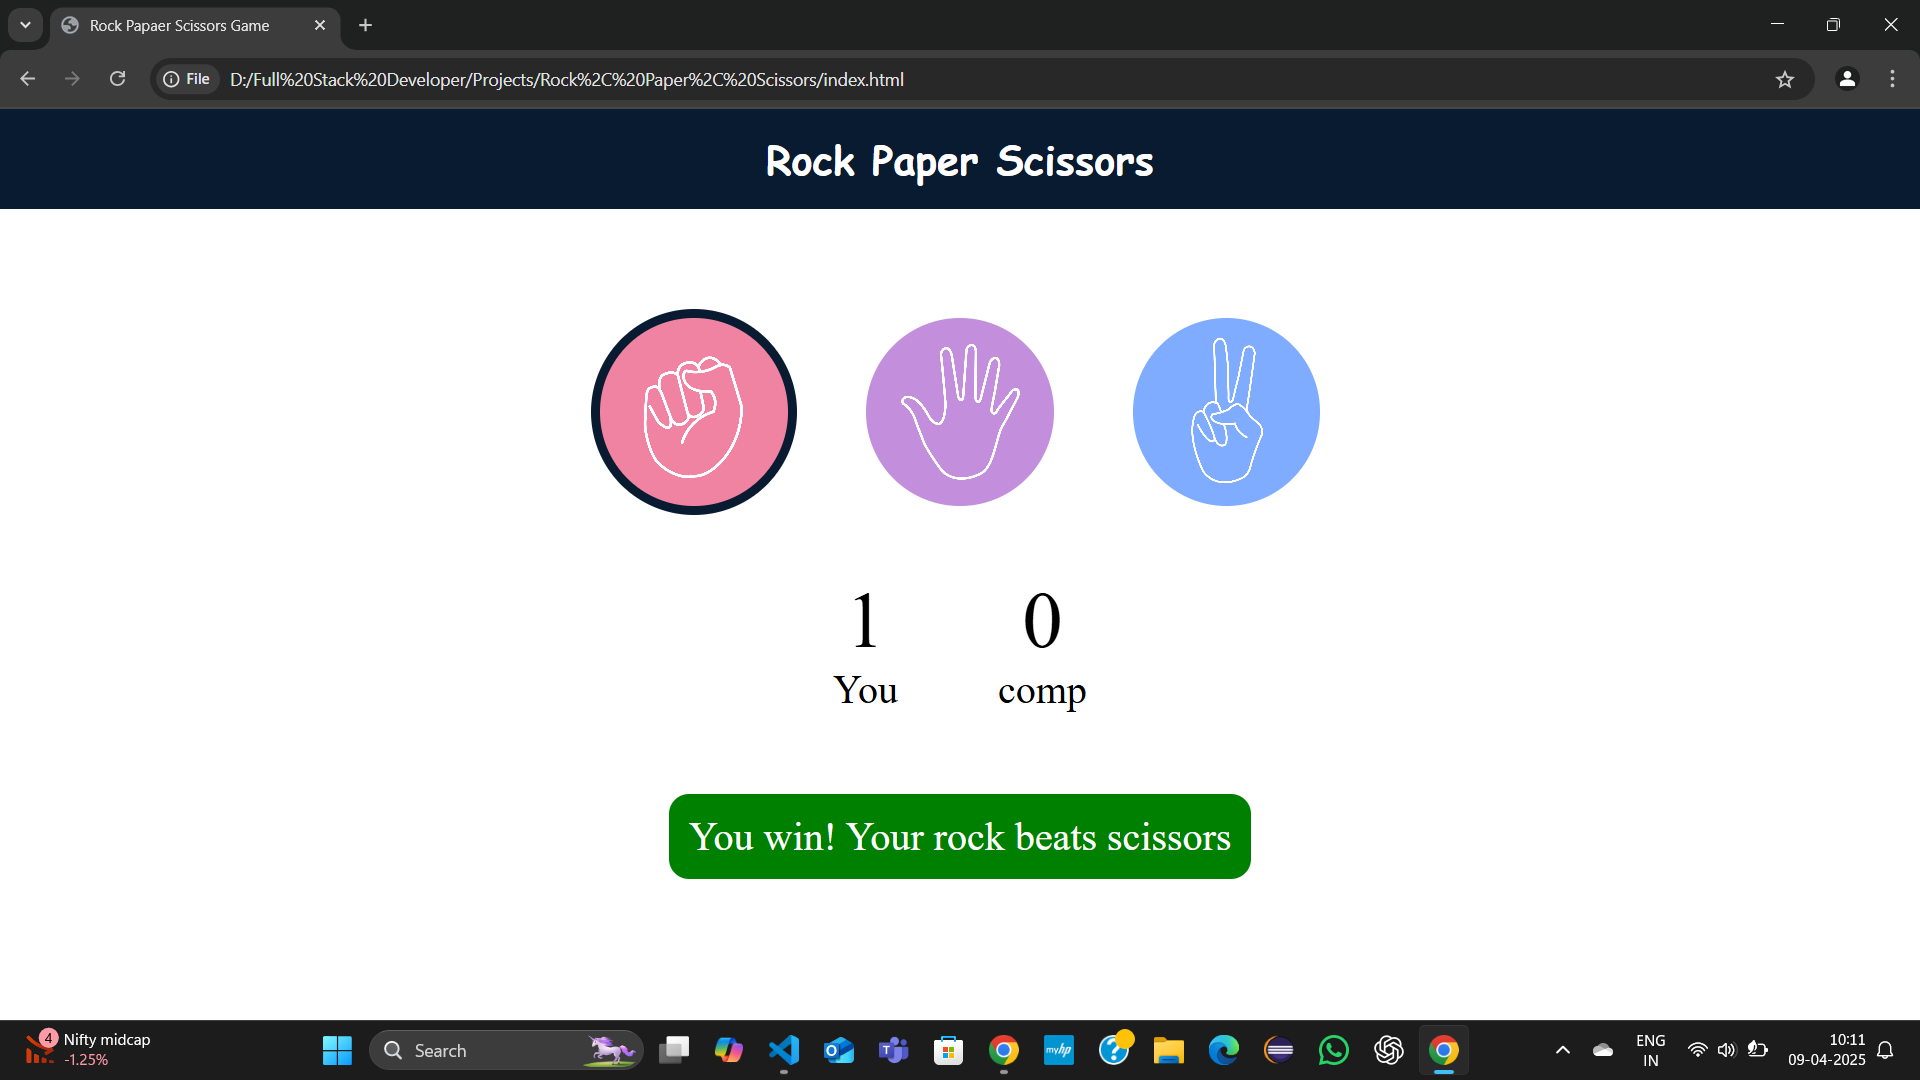 Rock Papaer Scissors Game
File D:/Full%20Stack%20Developer/Projects/Rock%2C%20Paper%2C%20Scissors/index.html
Rock Paper Scissors
1 0
You comp
You win! Your rock beats scissors
4 Nifty midcap
-1.25%
Search
myhp
ENG
IN
10:11
09-04-2025